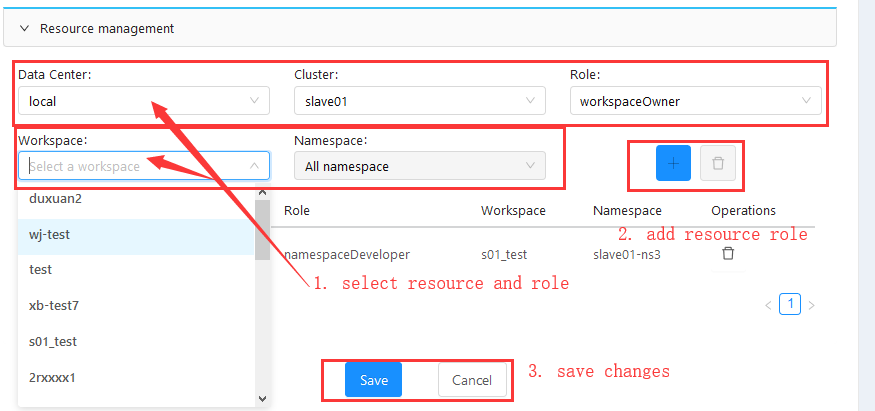 Resource management
Data Center:
Cluster:
Role:
local
slave01
workspaceOwner
Workspace:
Namespace:
Select a workspace
All namespace
duxuan2
wj-test
test
xb-test7
s01_test
2rxxxx1
Role Workspace Namespace Operations
2. add resource role
namespaceDeveloper s01_test slave01-ns3
1. select resource and role
< 1 >
Save
Cancel
3. save changes